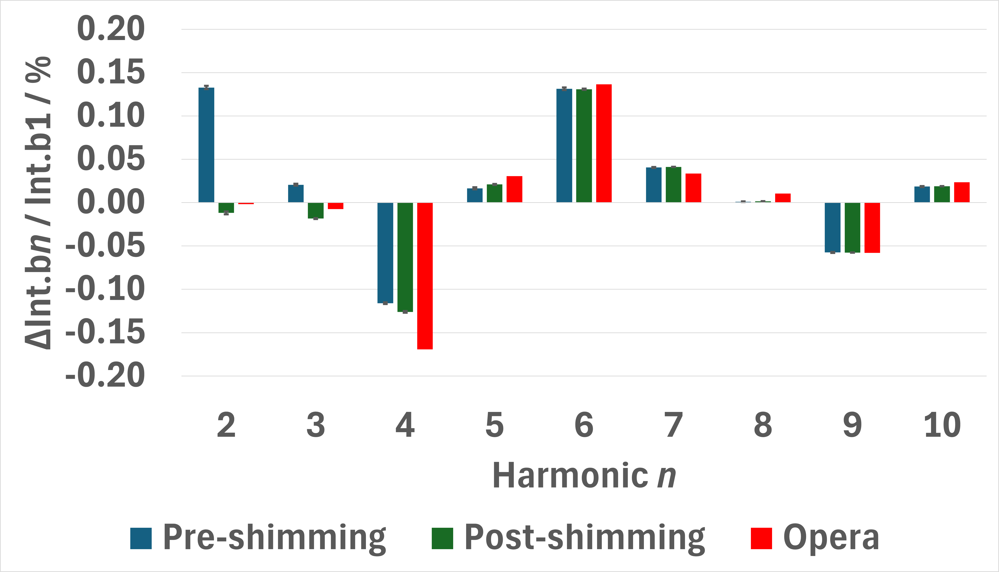 ΔInt.bn / Int.b1 / %
0.20
0.15
0.10
0.05
0.00
-0.05
-0.10
-0.15
-0.20
2 3 4 5 6 7 8 9 10
Harmonic n
Pre-shimming Post-shimming Opera